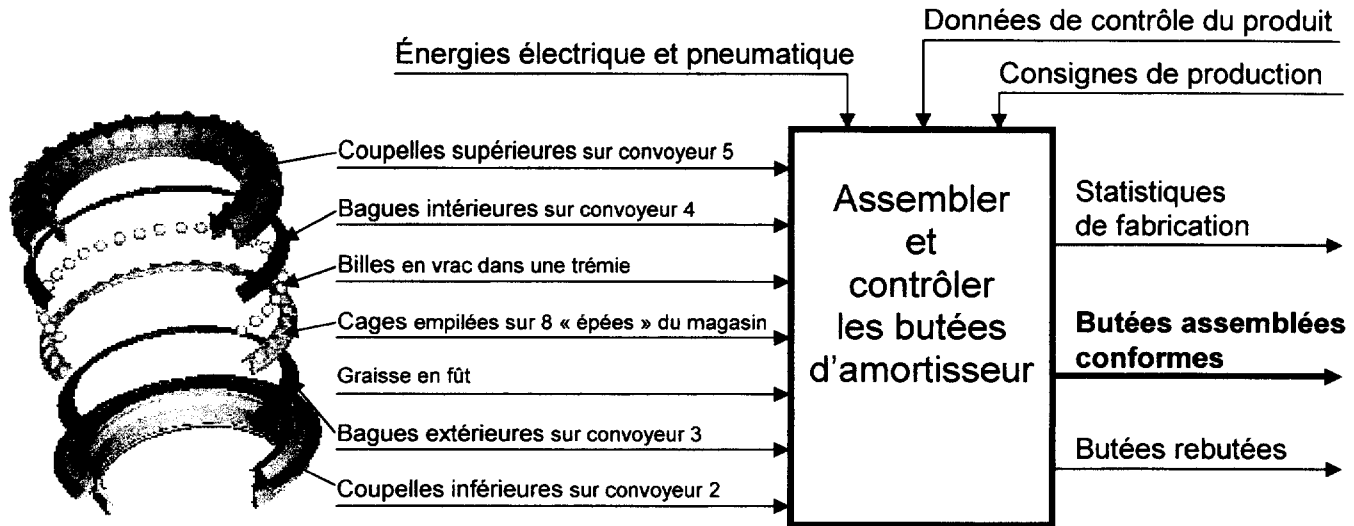 Données de contrôle du produit
Énergies électrique et pneumatique
Consignes de production
Coupelles supérieures sur convoyeur 5
Bagues intérieures sur convoyeur 4
Billes en vrac dans une trémie
Cages empilées sur 8 « épées » du magasin
Graisse en fût
Bagues extérieures sur convoyeur 3
Coupelles inférieures sur convoyeur 2
Assembler
et
contrôler
les butées
d'amortisseur
Statistiques
de fabrication
Butées assemblées
conformes
Butées rebutées